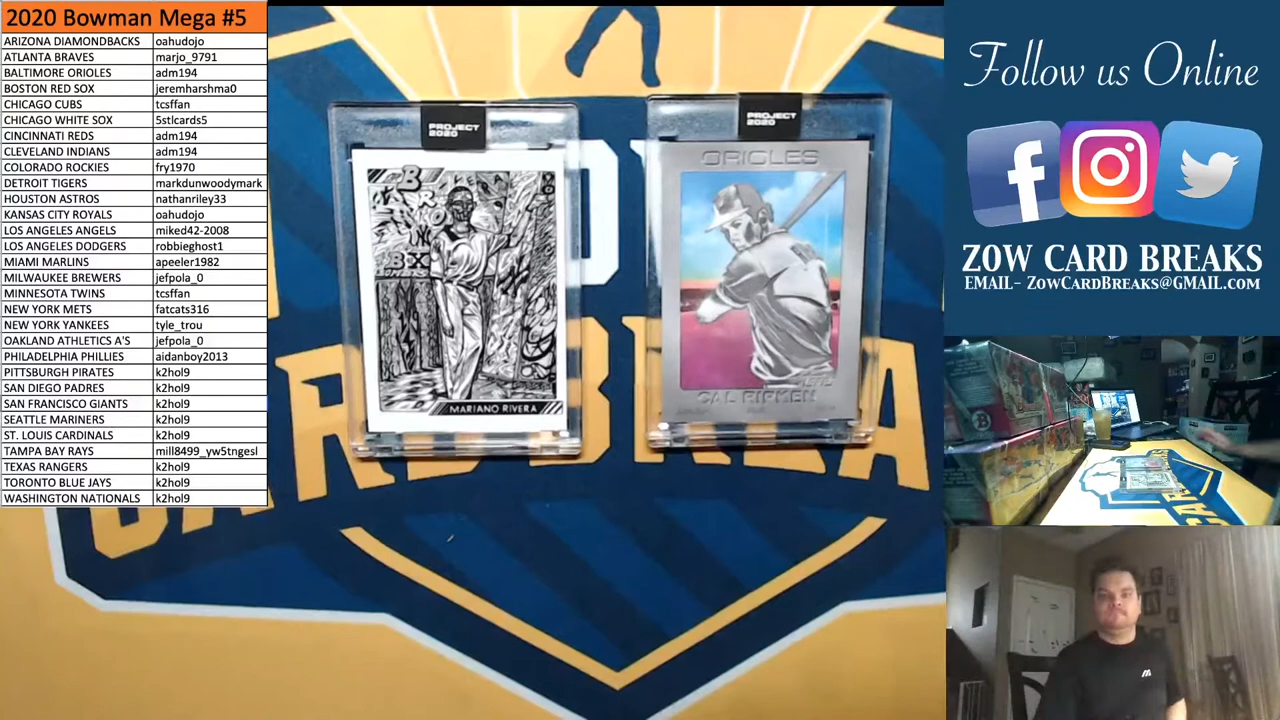 2020 Bowman Mega #5
ARIZONA DIAMONDBACKS oahudojo
ATLANTA BRAVES marjo_9791
BALTIMORE ORIOLES adm194
BOSTON RED SOX jeremharshma0
CHICAGO CUBS tcsffan
CHICAGO WHITE SOX 5stlcards5
CINCINNATI REDS adm194
CLEVELAND INDIANS adm194
COLORADO ROCKIES fry1970
DETROIT TIGERS markdunwoodymark
HOUSTON ASTROS nathanriley33
KANSAS CITY ROYALS oahudojo
LOS ANGELES ANGELS miked42-2008
LOS ANGELES DODGERS robbieghost1
MIAMI MARLINS apeeler1982
MILWAUKEE BREWERS jefpola_0
MINNESOTA TWINS tcsffan
NEW YORK METS fatcats316
NEW YORK YANKEES tyle_trou
OAKLAND ATHLETICS A'S jefpola_0
PHILADELPHIA PHILLIES aidanboy2013
PITTSBURGH PIRATES k2hol9
SAN DIEGO PADRES k2hol9
SAN FRANCISCO GIANTS k2hol9
SEATTLE MARINERS k2hol9
ST. LOUIS CARDINALS k2hol9
TAMPA BAY RAYS mill8499_yw5tngesl
TEXAS RANGERS k2hol9
TORONTO BLUE JAYS k2hol9
WASHINGTON NATIONALS k2hol9
PROJECT
2020
MARIANO RIVERA
PROJECT
2020
ORIOLES
CAL RIPKEN
Follow us Online
ZOW CARD BREAKS
EMAIL- ZowCardBreaks@gmail.com